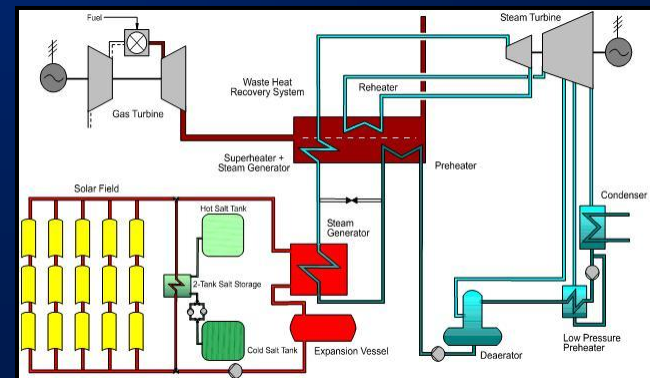 Fuel
Steam Turbine
Gas Turbine
Waste Heat
Recovery System
Reheater
Superheater +
Steam Generator
Preheater
Solar Field
Hot Salt Tank
Condenser
Steam
Generator
2-Tank Salt Storage
Cold Salt Tank
Expansion Vessel
Deaerator
Low Pressure
Preheater